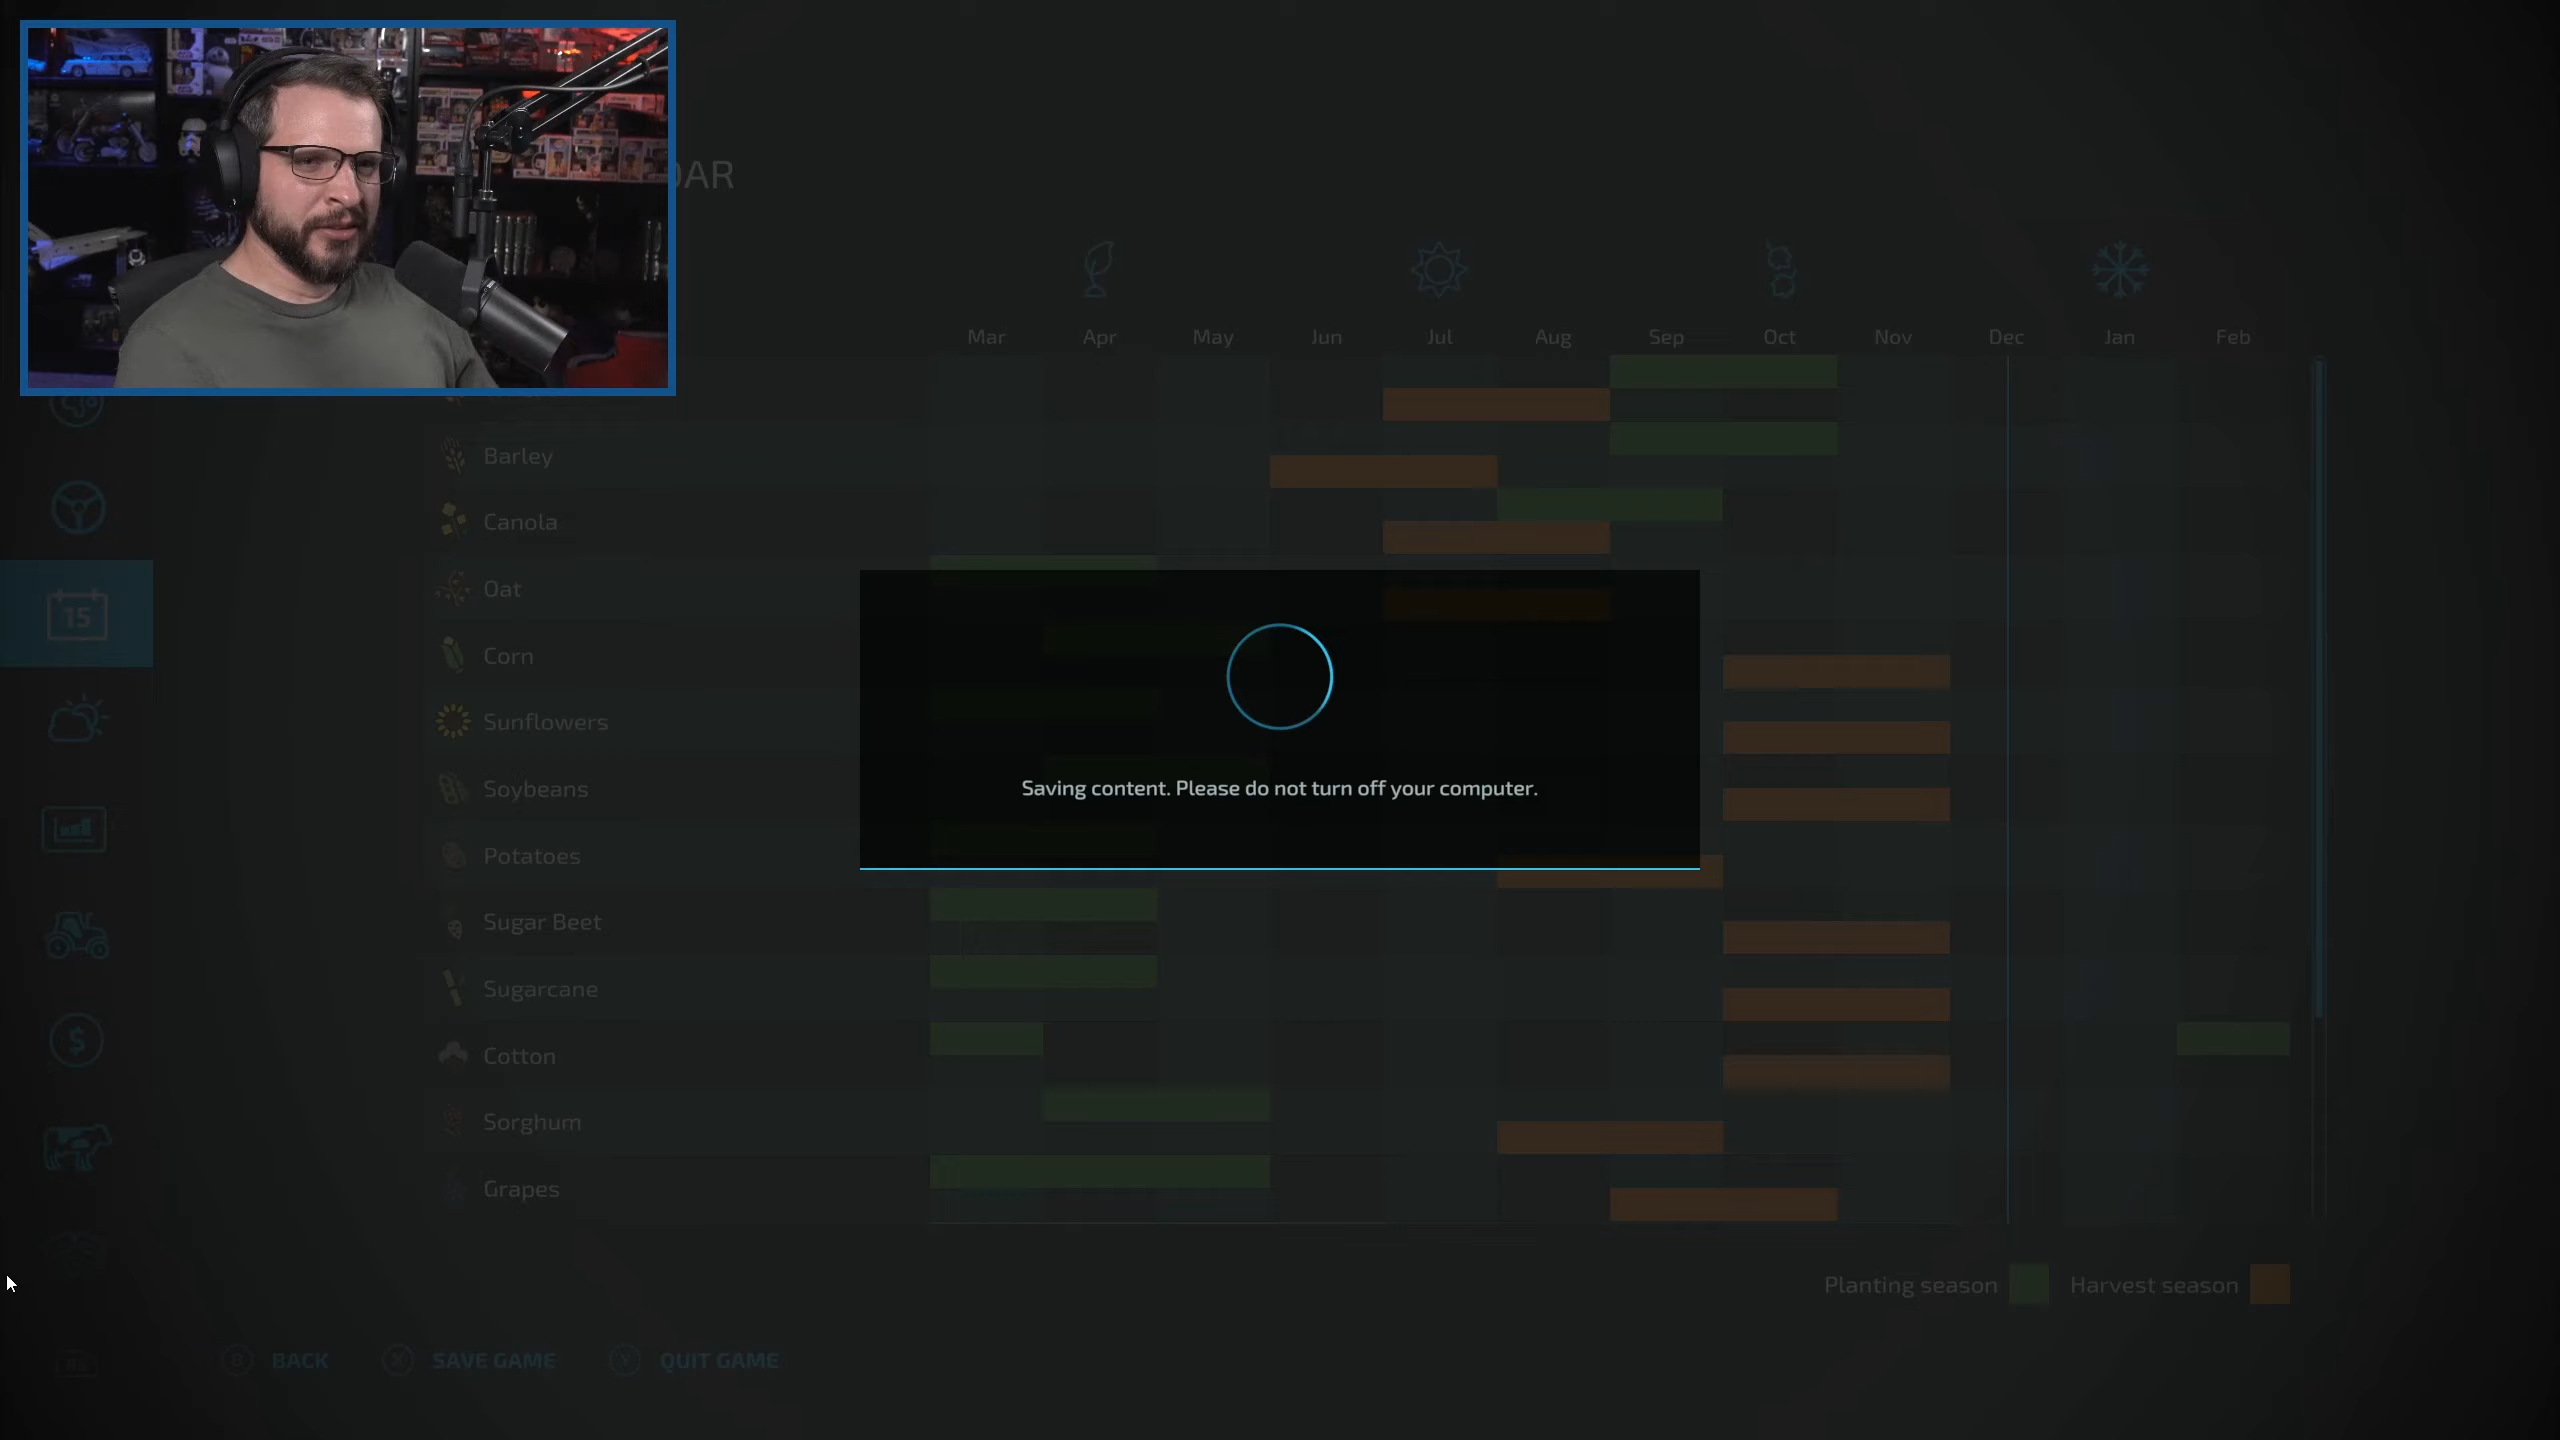 DAR
Mar Apr May Jun Jul Aug Sep Oct Nov Dec Jan Feb
Barley
Canola
Oat
15
Corn
Sunflowers
Soybeans
Saving content. Please do not turn off your computer.
Potatoes
Sugar Beet
Sugarcane
$
Cotton
Sorghum
Grapes
Planting season Harvest season
BACK X SAVE GAME QUIT GAME